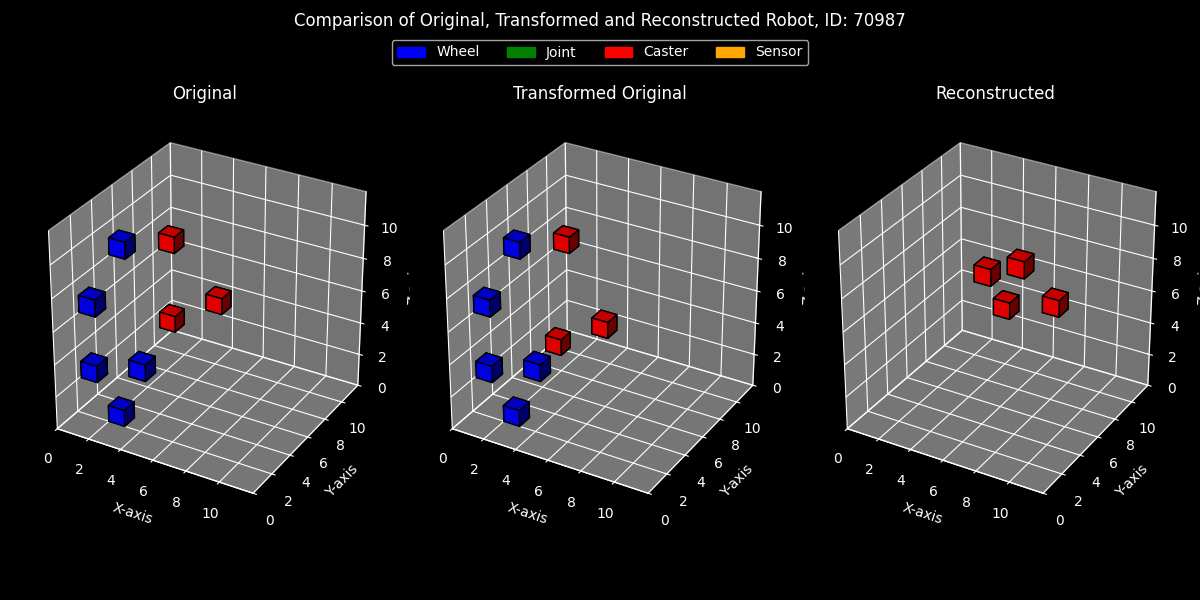 Comparison of Original, Transformed and Reconstructed Robot, ID: 70987
Wheel Joint Caster Sensor
Original
Transformed Original
Reconstructed
10
8
6
4
2
0
0 2 4 6 8 10
X-axis
0 2 4 6 8 10
Y-axis
10
8
6
4
2
0
0 2 4 6 8 10
X-axis
0 2 4 6 8 10
Y-axis
10
8
6
4
2
0
0 2 4 6 8 10
X-axis
0 2 4 6 8 10
Y-axis